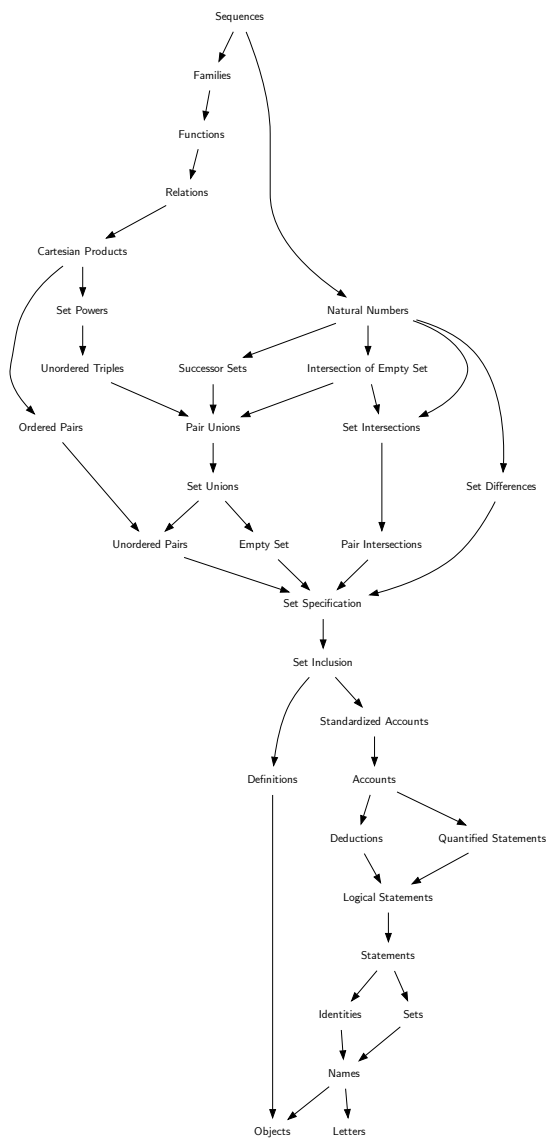 Sequences
Families
Functions
Relations
Cartesian Products
Set Powers
Natural Numbers
Unordered Triples
Successor Sets
Intersection of Empty Set
Ordered Pairs
Pair Unions
Set Intersections
Set Unions
Set Differences
Unordered Pairs
Empty Set
Pair Intersections
Set Specification
Set Inclusion
Standardized Accounts
Definitions
Accounts
Deductions
Quantified Statements
Logical Statements
Statements
Identities
Sets
Names
Objects
Letters